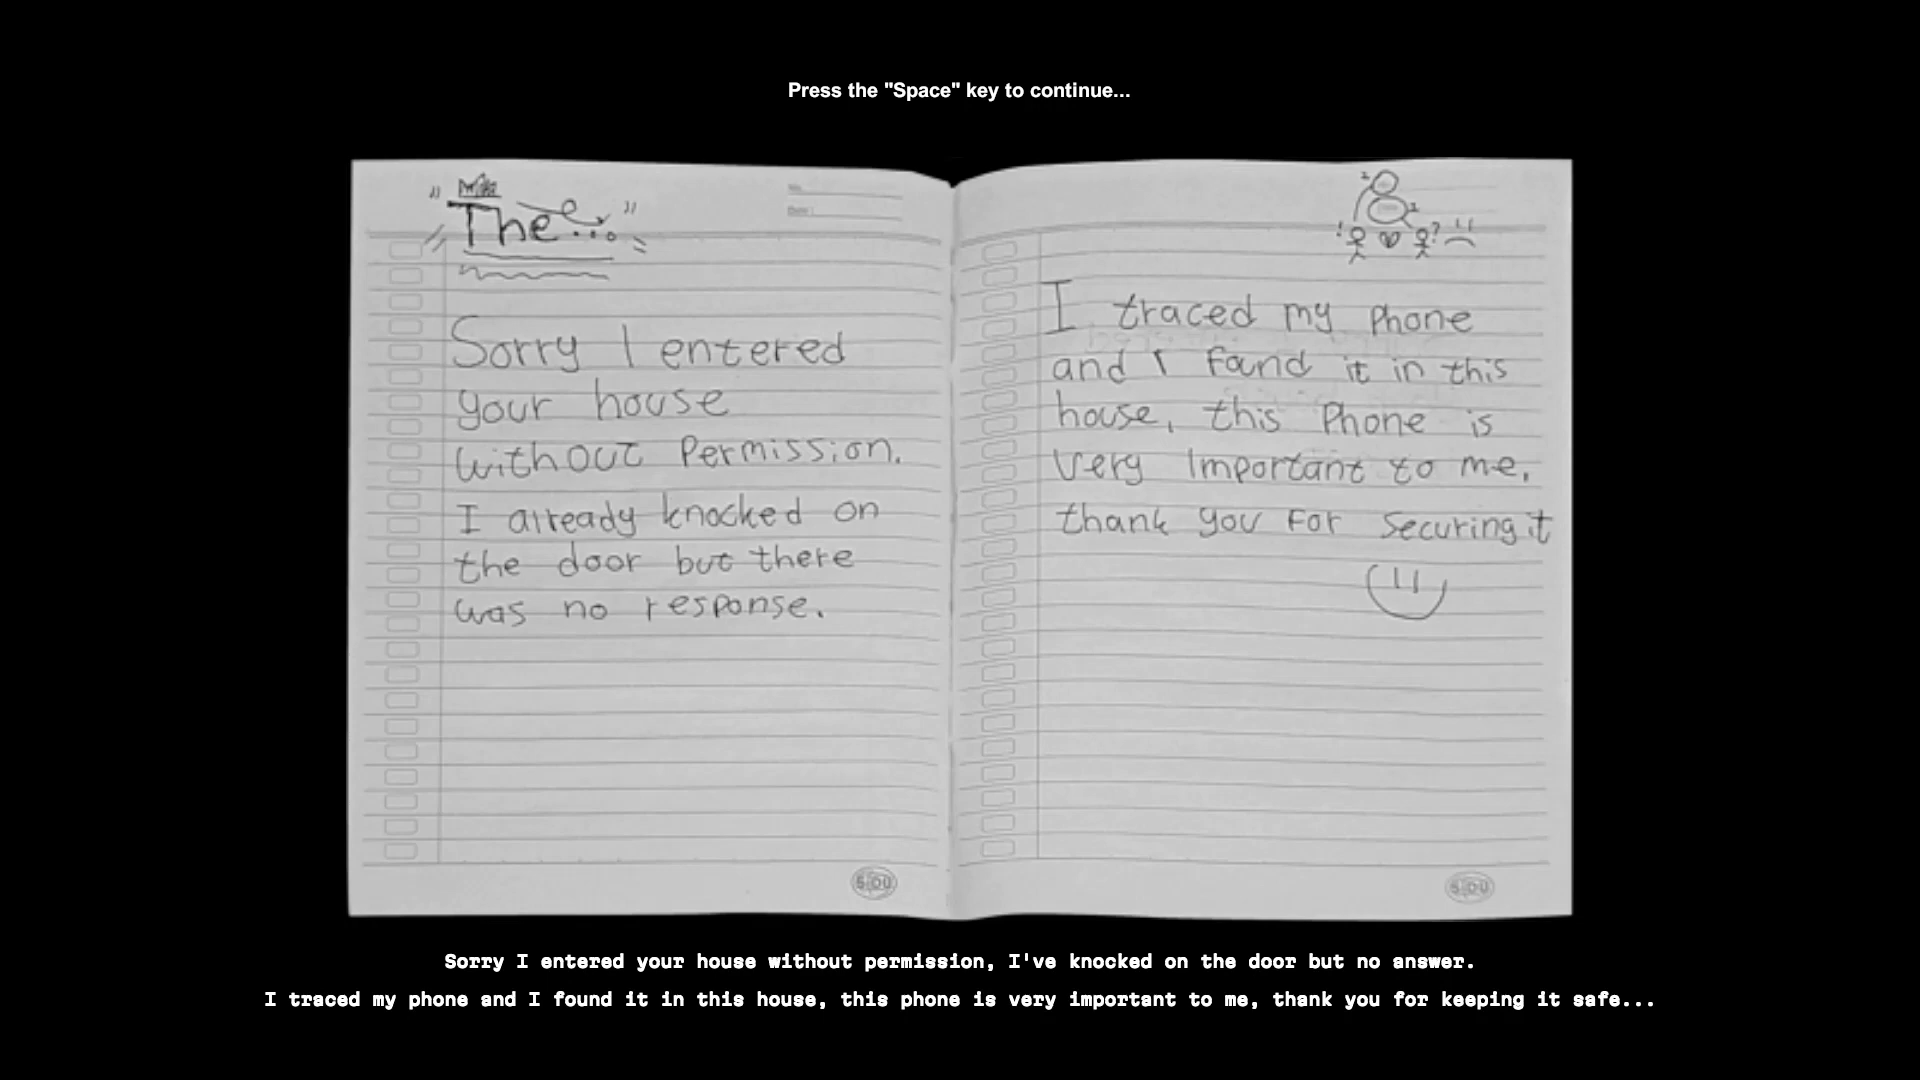 Press the "Space" key to continue...
The...
Sorry I entered
your house
without Permission.
I already knocked on
the door but there
was no response.
I traced my Phone
and I Found it in this
house, this Phone is
very Important to me,
thank you For Securing it
Sorry I entered your house without permission, I've knocked on the door but no answer.
I traced my phone and I found it in this house, this phone is very important to me, thank you for keeping it safe...